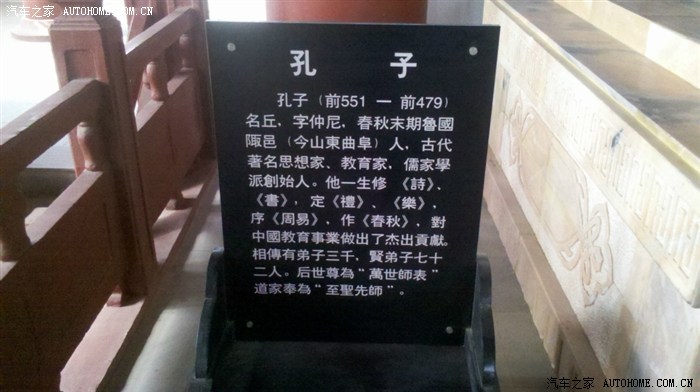 汽车之家 AUTOHOME.COM.CN
孔子
孔子(前551 一 前479)
名丘，字仲尼，春秋末期魯國
陬邑(今山東曲阜)人，古代
著名思想家、教育家，儒家學
派創始人。他一生修《詩》、
《書》，定《禮》、《樂》，
序《周易》，作《春秋》，對
中國教育事業做出了杰出貢獻。
相傳有弟子三千，賢弟子七十
二人。后世尊為“萬世師表”
道家奉為“至聖先師”。
汽车之家 AUTOHOME.COM.CN